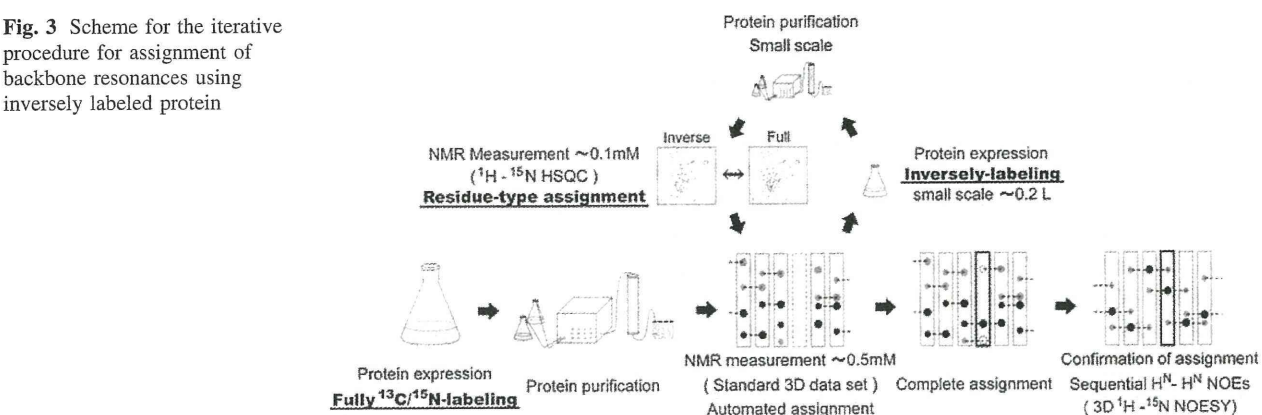 Fig. 3 Scheme for the iterative
procedure for assignment of
backbone resonances using
inversely labeled protein
Protein purification
Small scale
Inverse
Full
NMR Measurement ~0.1mM
(¹H - ¹⁵N HSQC)
Residue-type assignment
Protein expression
Inversely-labeling
small scale ~0.2 L
Protein expression
Fully ¹³C/¹⁵N-labeling
Protein purification
NMR measurement ~0.5mM
( Standard 3D data set )
Automated assignment
Complete assignment
Confirmation of assignment
Sequential Hᴺ- Hᴺ NOEs
( 3D ¹H -¹⁵N NOESY)